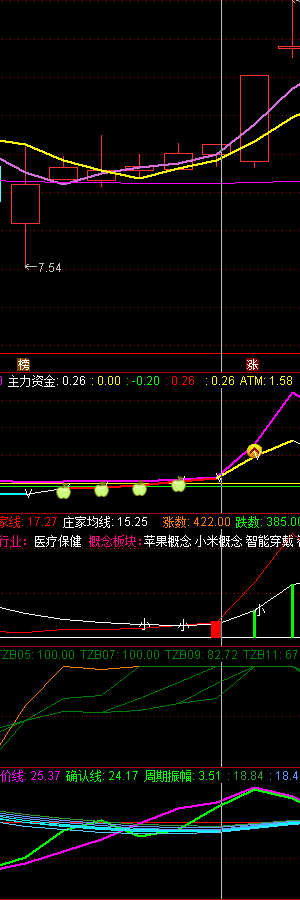 7.54
榜 涨
主力资金: 0.26 : 0.00 : -0.20 : 0.26 : 0.26 ATM: 1.58
家线: 17.27 庄家均线: 15.25 涨数: 422.00 跌数: 385.00
行业: 医疗保健 概念板块: 苹果概念 小米概念 智能穿戴
小 小 小
TZB05: 100.00 TZB07: 100.00 TZB09: 82.72 TZB11: 67
价线: 25.37 确认线: 24.17 周期振幅: 3.51 : 18.84 : 18.4